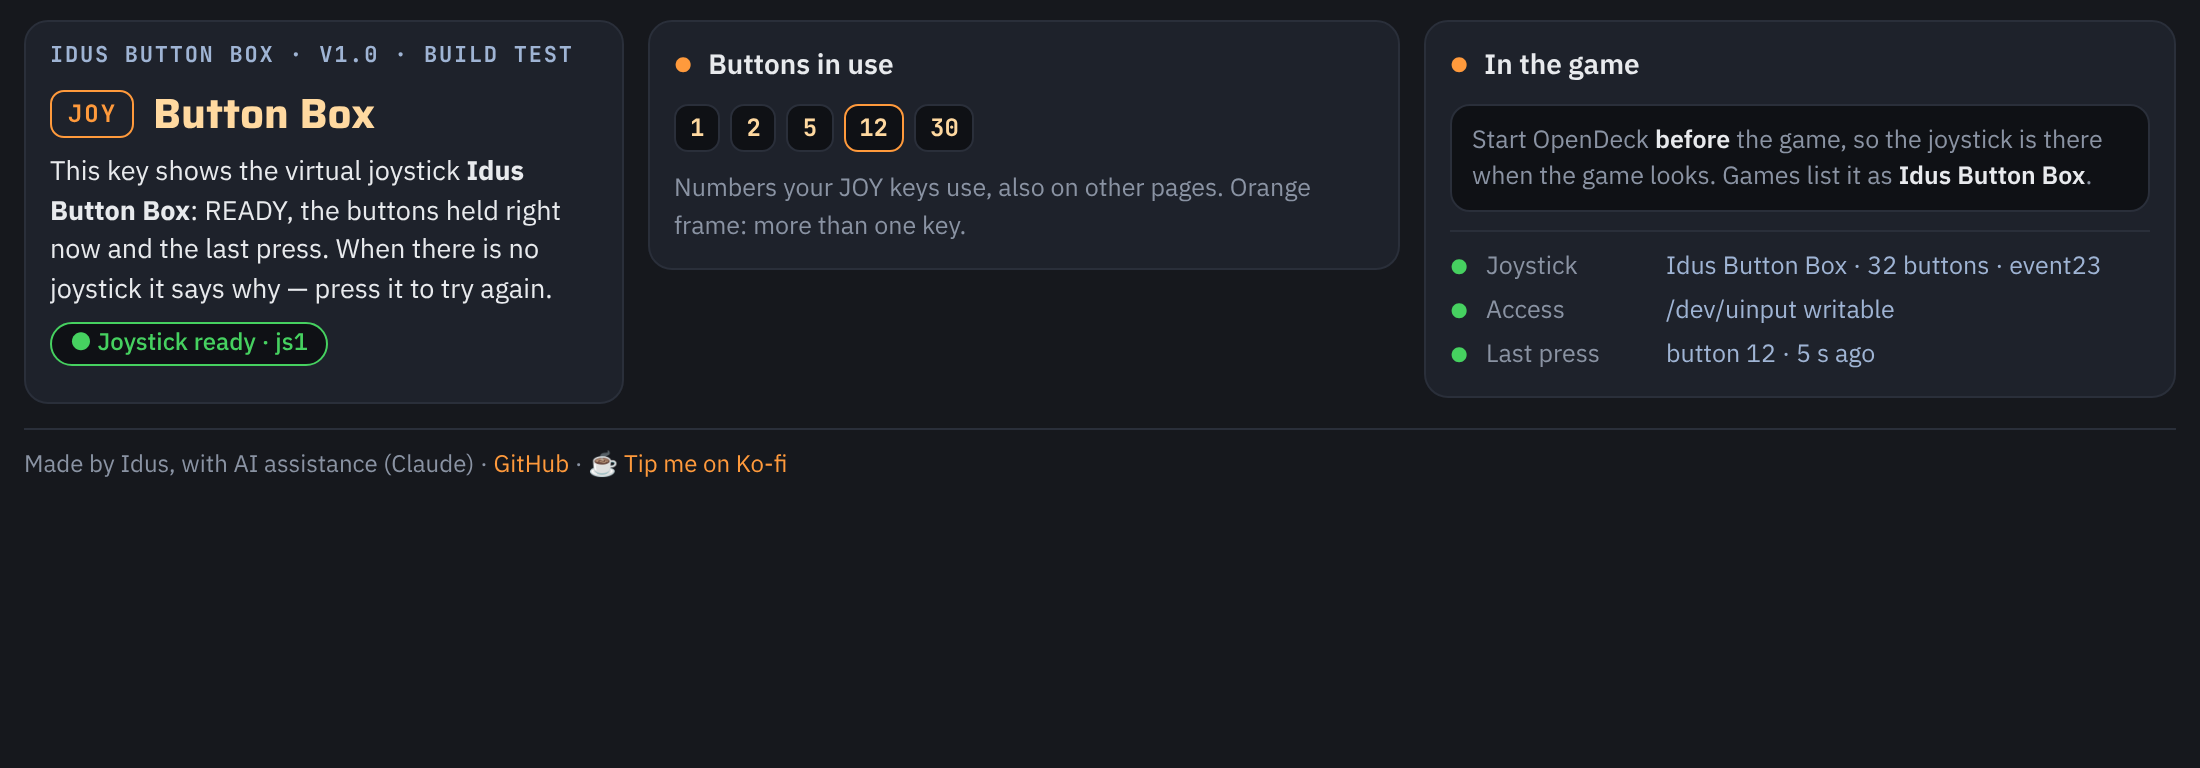 IDUS BUTTON BOX · V1.0 · BUILD TEST
JOY Button Box
This key shows the virtual joystick Idus
Button Box: READY, the buttons held right
now and the last press. When there is no
joystick it says why — press it to try again.
Joystick ready · js1
Buttons in use
1 2 5 12 30
Numbers your JOY keys use, also on other pages. Orange
frame: more than one key.
In the game
Start OpenDeck before the game, so the joystick is there
when the game looks. Games list it as Idus Button Box.
Joystick Idus Button Box · 32 buttons · event23
Access /dev/uinput writable
Last press button 12 · 5 s ago
Made by Idus, with AI assistance (Claude) · GitHub · ☕ Tip me on Ko-fi